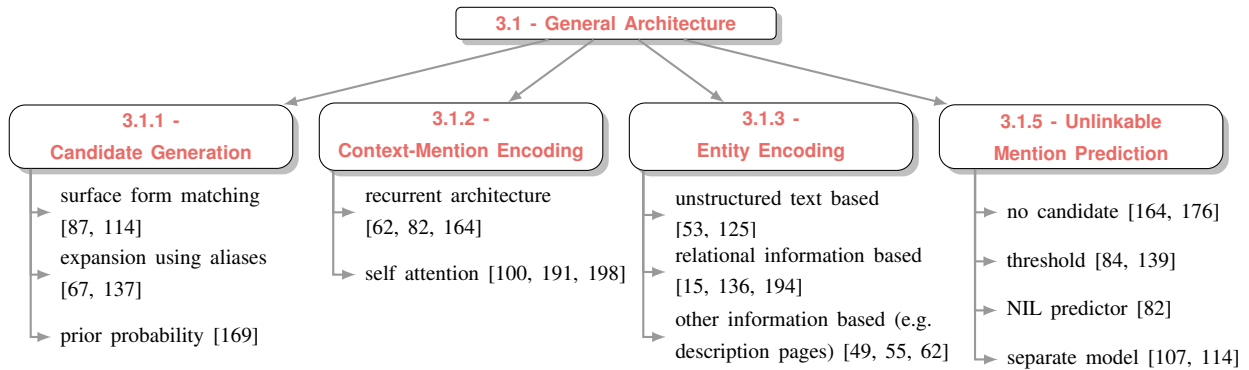 3.1 - General Architecture
3.1.1 -
Candidate Generation
surface form matching
[87, 114]
expansion using aliases
[67, 137]
prior probability [169]
3.1.2 -
Context-Mention Encoding
recurrent architecture
[62, 82, 164]
self attention [100, 191, 198]
3.1.3 -
Entity Encoding
unstructured text based
[53, 125]
relational information based
[15, 136, 194]
other information based (e.g.
description pages) [49, 55, 62]
3.1.5 - Unlinkable
Mention Prediction
no candidate [164, 176]
threshold [84, 139]
NIL predictor [82]
separate model [107, 114]